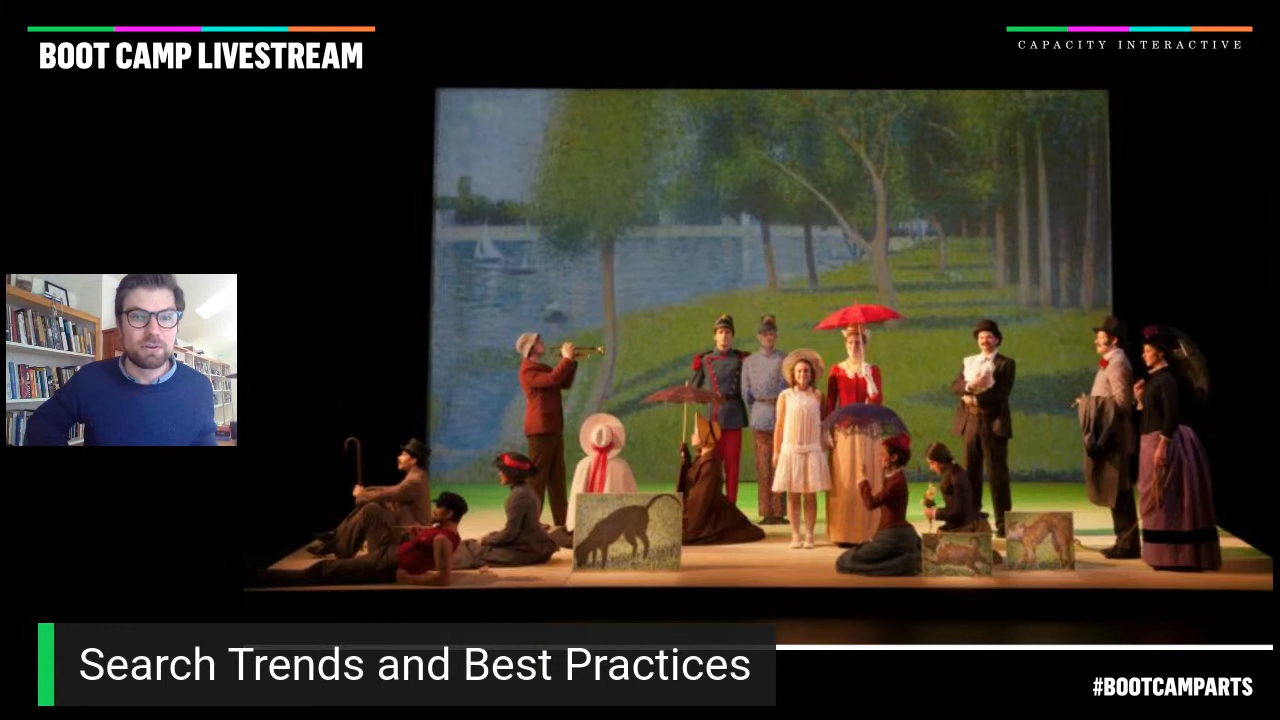 BOOT CAMP LIVESTREAM
CAPACITY INTERACTIVE
Search Trends and Best Practices
#BOOTCAMPARTS